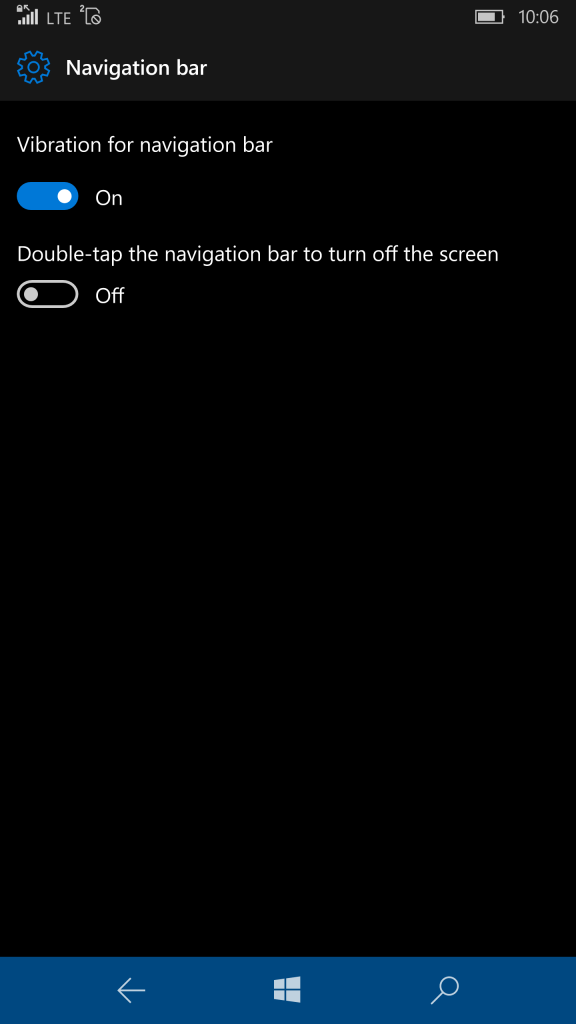 LTE 2 10:06
Navigation bar
Vibration for navigation bar
On
Double-tap the navigation bar to turn off the screen
Off